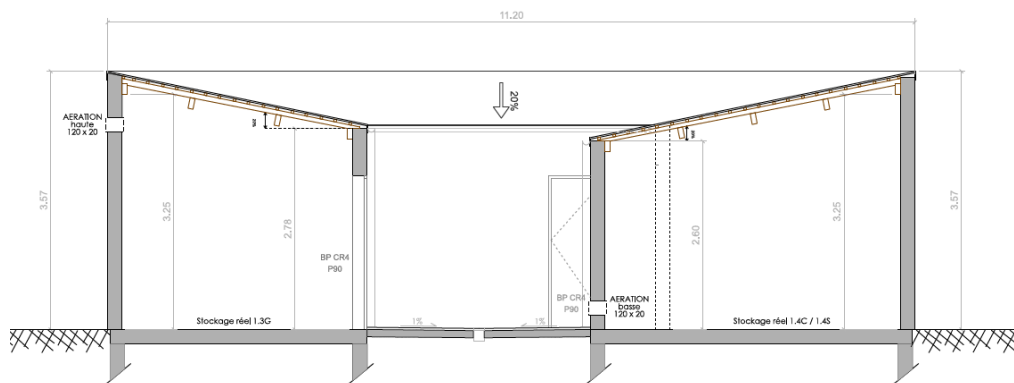 11.20
20%
AERATION
haute
120 x 20
3.57
3.25
2.78
BP CR4
P90
2.60
3.25
3.57
BP CR4
P90
AERATION
basse
120 x 20
Stockage réel 1.3G
1%
1%
Stockage réel 1.4C / 1.4S